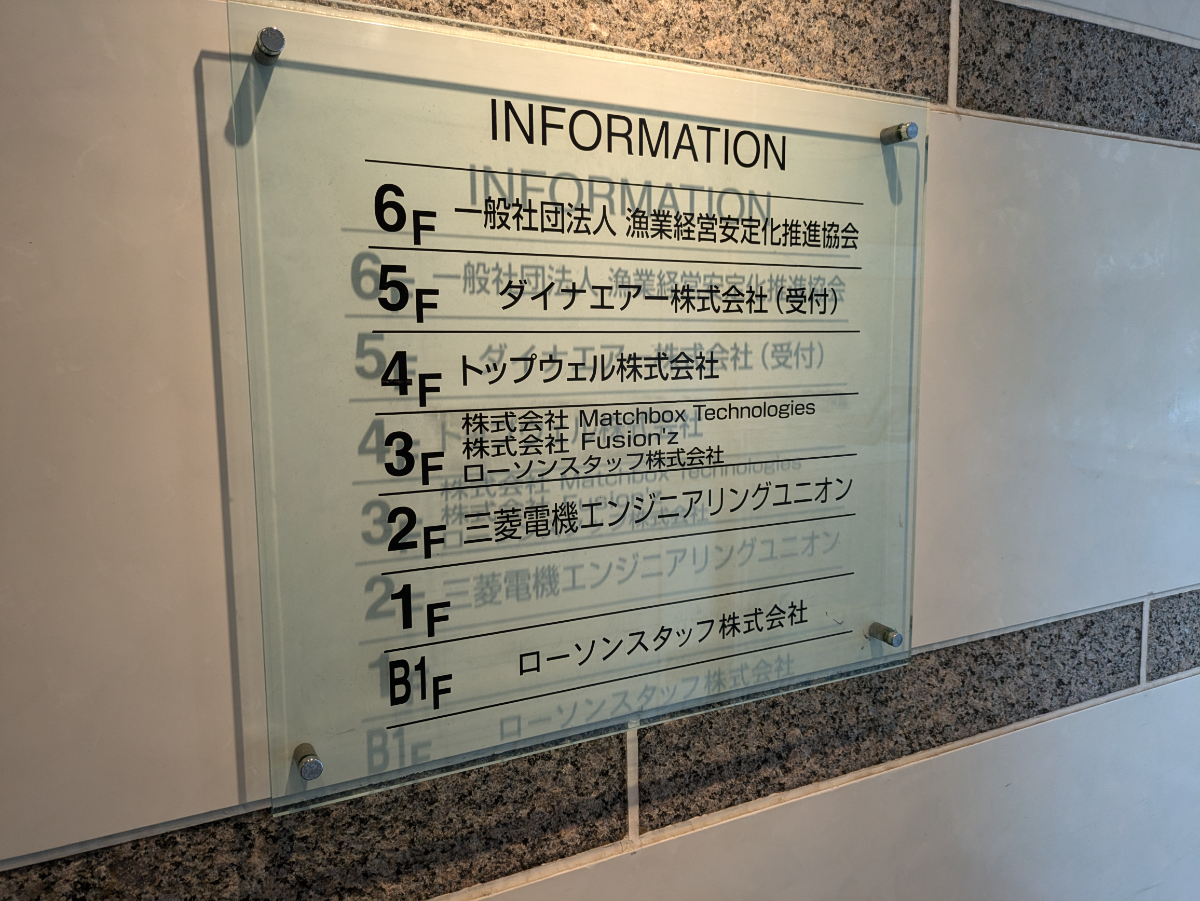 INFORMATION
6F 一般社団法人 漁業経営安定化推進協会
5F ダイナエアー株式会社(受付)
4F トップウェル株式会社
3F 株式会社 Matchbox Technologies
株式会社 Fusion'z
ローソンスタッフ株式会社
2F 三菱電機エンジニアリングユニオン
1F
B1F ローソンスタッフ株式会社